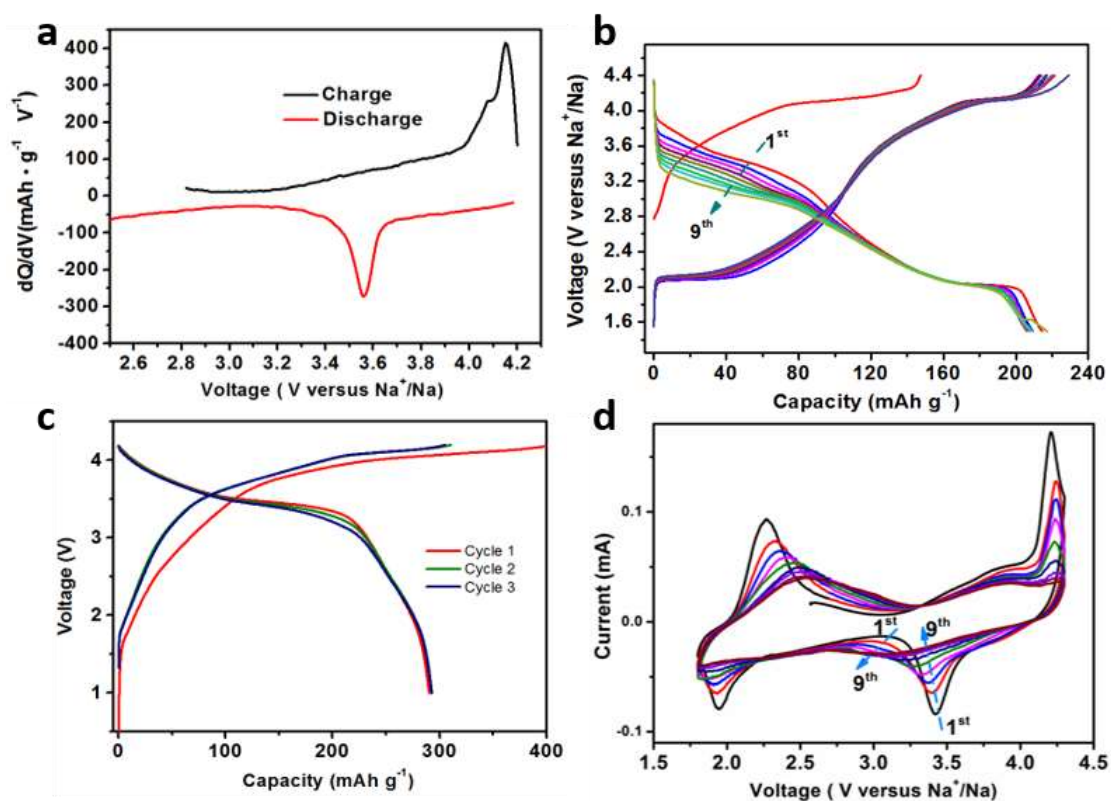 a
400
300
200
100
0
-100
-200
-300
-400
dQ/dV(mAh · g⁻¹ V⁻¹)
Charge
Discharge
2.6 2.8 3.0 3.2 3.4 3.6 3.8 4.0 4.2
Voltage ( V versus Na⁺/Na)
b
4.4
4.0
3.6
3.2
2.8
2.4
2.0
1.6
Voltage (V versus Na⁺/Na)
1ˢᵗ
9ᵗʰ
0 40 80 120 160 200 240
Capacity (mAh g⁻¹)
c
4
3
2
1
Voltage (V)
Cycle 1
Cycle 2
Cycle 3
0 100 200 300 400
Capacity (mAh g⁻¹)
d
0.1
0.0
-0.1
Current (mA)
1ˢᵗ
9ᵗʰ
9ᵗʰ
1ˢᵗ
1.5 2.0 2.5 3.0 3.5 4.0 4.5
Voltage ( V versus Na⁺/Na)